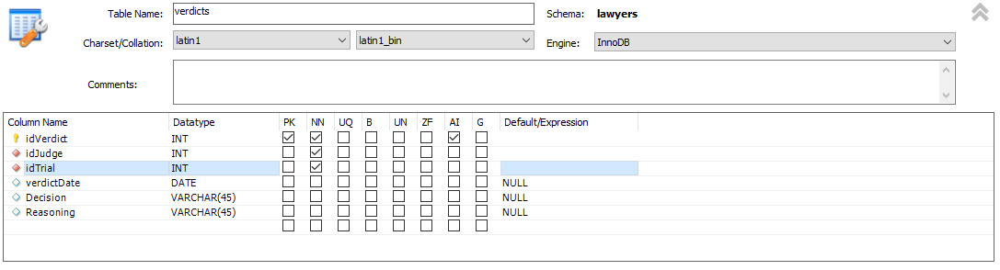 Table Name: verdicts Schema: lawyers
Charset/Collation: latin1 latin1_bin Engine: InnoDB
Comments:
Column Name Datatype PK NN UQ B UN ZF AI G Default/Expression
idVerdict INT
idJudge INT
idTrial INT
verdictDate DATE NULL
Decision VARCHAR(45) NULL
Reasoning VARCHAR(45) NULL